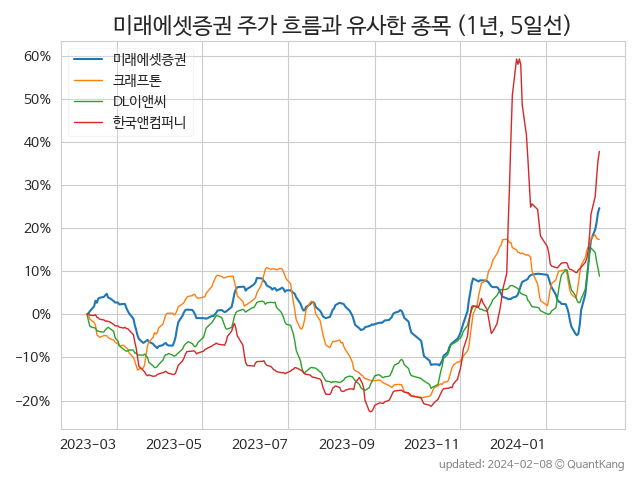 미래에셋증권 주가 흐름과 유사한 종목 (1년, 5일선)
미래에셋증권
크래프톤
DL이앤씨
한국앤컴퍼니
60%
50%
40%
30%
20%
10%
0%
−10%
−20%
2023-03 2023-05 2023-07 2023-09 2023-11 2024-01
updated: 2024-02-08 © QuantKang